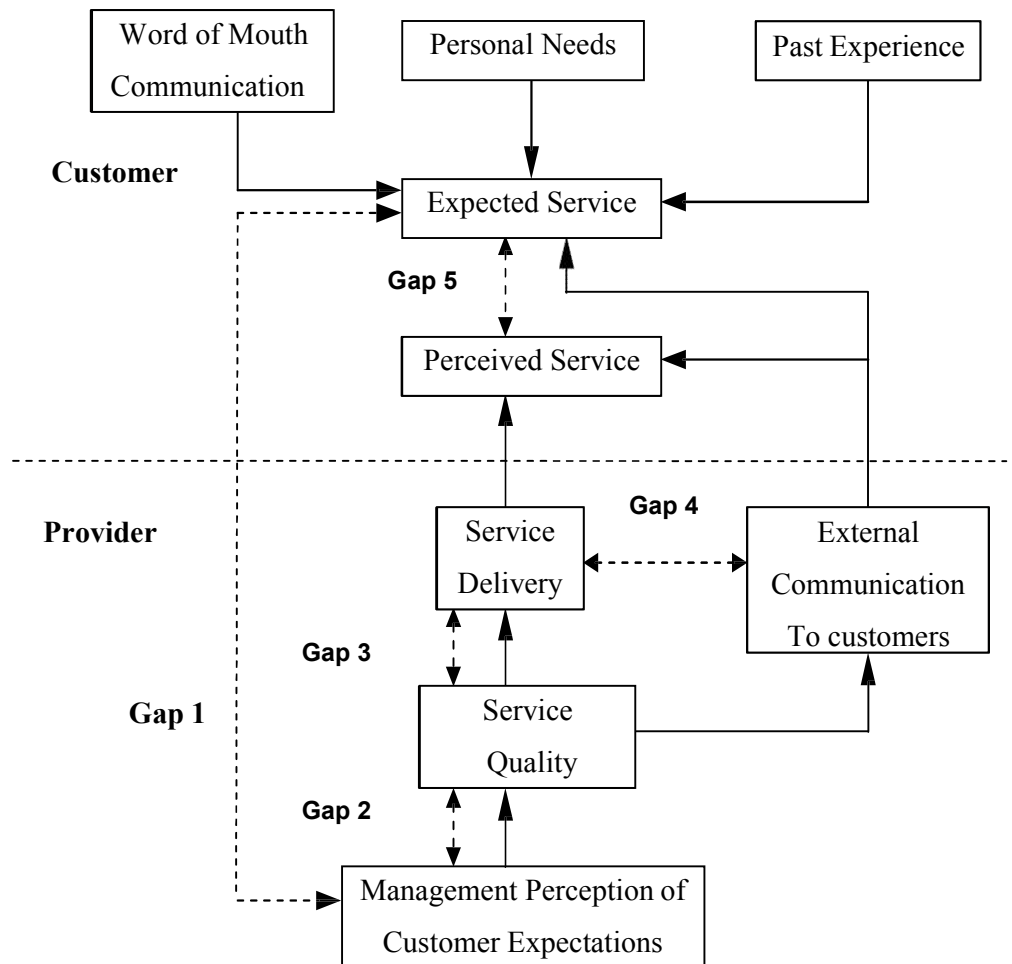 Word of Mouth
Communication
Personal Needs
Past Experience
Customer
Expected Service
Gap 5
Perceived Service
Provider
Service
Delivery
Gap 4
External
Communication
To customers
Gap 3
Gap 1
Service
Quality
Gap 2
Management Perception of
Customer Expectations